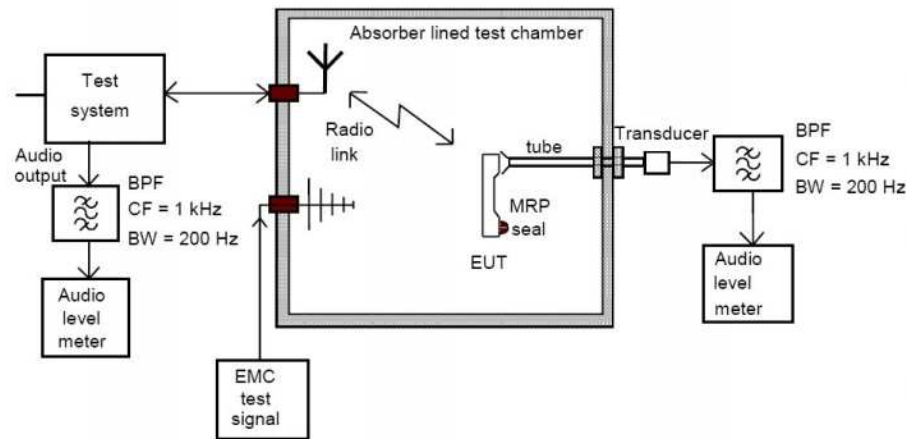 Absorber lined test chamber
Test
system
Radio
link
Audio
output
BPF
CF = 1 kHz
BW = 200 Hz
Audio
level
meter
EMC
test
signal
tube
MRP
seal
EUT
Transducer
BPF
CF = 1 kHz
BW = 200 Hz
Audio
level
meter